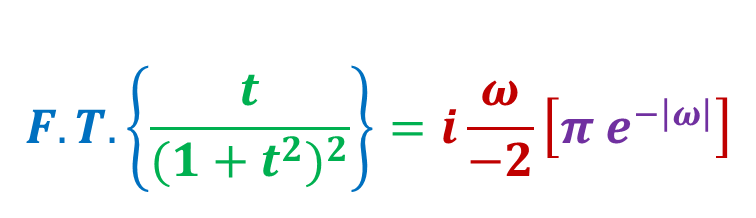 F.T. { t / (1 + t²)² } = i ω / −2 [π e^{−|ω|}]